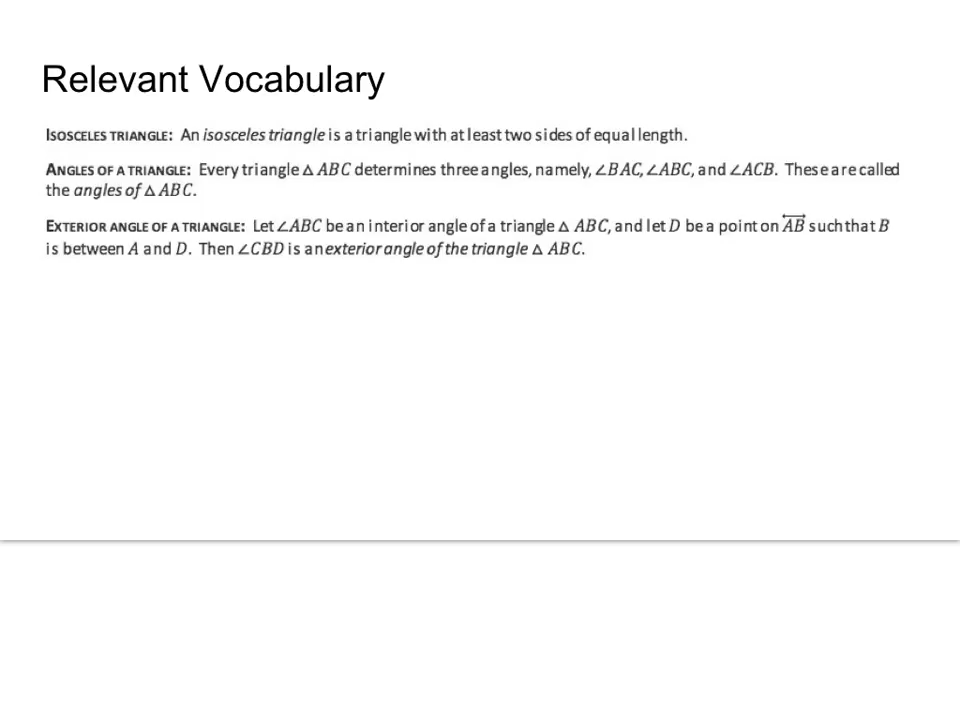 Relevant Vocabulary
ISOSCELES TRIANGLE: An isosceles triangle is a triangle with at least two sides of equal length.
ANGLES OF A TRIANGLE: Every triangle △ ABC determines three angles, namely, ∠BAC, ∠ABC, and ∠ACB. These are called
the angles of △ ABC.
EXTERIOR ANGLE OF A TRIANGLE: Let ∠ABC be an interior angle of a triangle △ ABC, and let D be a point on \overleftrightarrow{AB} such that B
is between A and D. Then ∠CBD is an exterior angle of the triangle △ ABC.